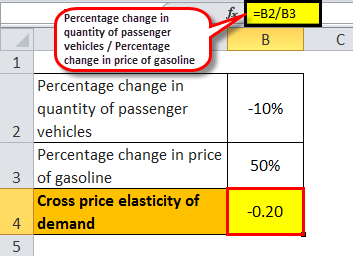 Percentage change in
quantity of passenger
vehicles / Percentage
change in price of gasoline
fx
=B2/B3
B
1
Percentage change in
quantity of passenger
vehicles
-10%
2
Percentage change in price
of gasoline
50%
3
Cross price elasticity of
demand
-0.20
4
5